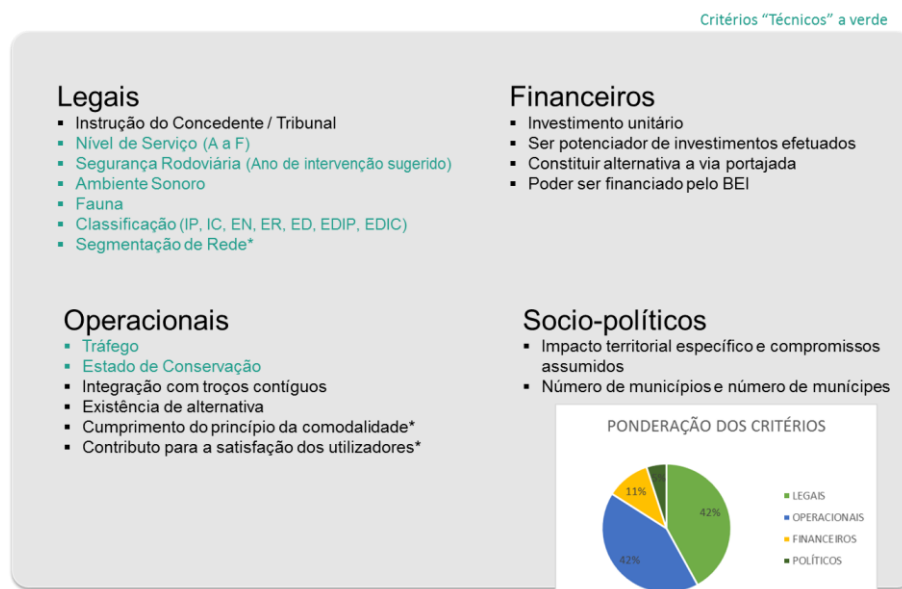 Critérios “Técnicos” a verde
Legais
▪ Instrução do Concedente / Tribunal
▪ Nível de Serviço (A a F)
▪ Segurança Rodoviária (Ano de intervenção sugerido)
▪ Ambiente Sonoro
▪ Fauna
▪ Classificação (IP, IC, EN, ER, ED, EDIP, EDIC)
▪ Segmentação de Rede*
Financeiros
▪ Investimento unitário
▪ Ser potenciador de investimentos efetuados
▪ Constituir alternativa a via portajada
▪ Poder ser financiado pelo BEI
Operacionais
▪ Tráfego
▪ Estado de Conservação
▪ Integração com troços contíguos
▪ Existência de alternativa
▪ Cumprimento do princípio da comodalidade*
▪ Contributo para a satisfação dos utilizadores*
Socio-políticos
▪ Impacto territorial específico e compromissos
assumidos
▪ Número de municípios e número de munícipes
PONDERAÇÃO DOS CRITÉRIOS
11%
42%
42%
LEGAIS
OPERACIONAIS
FINANCEIROS
POLÍTICOS